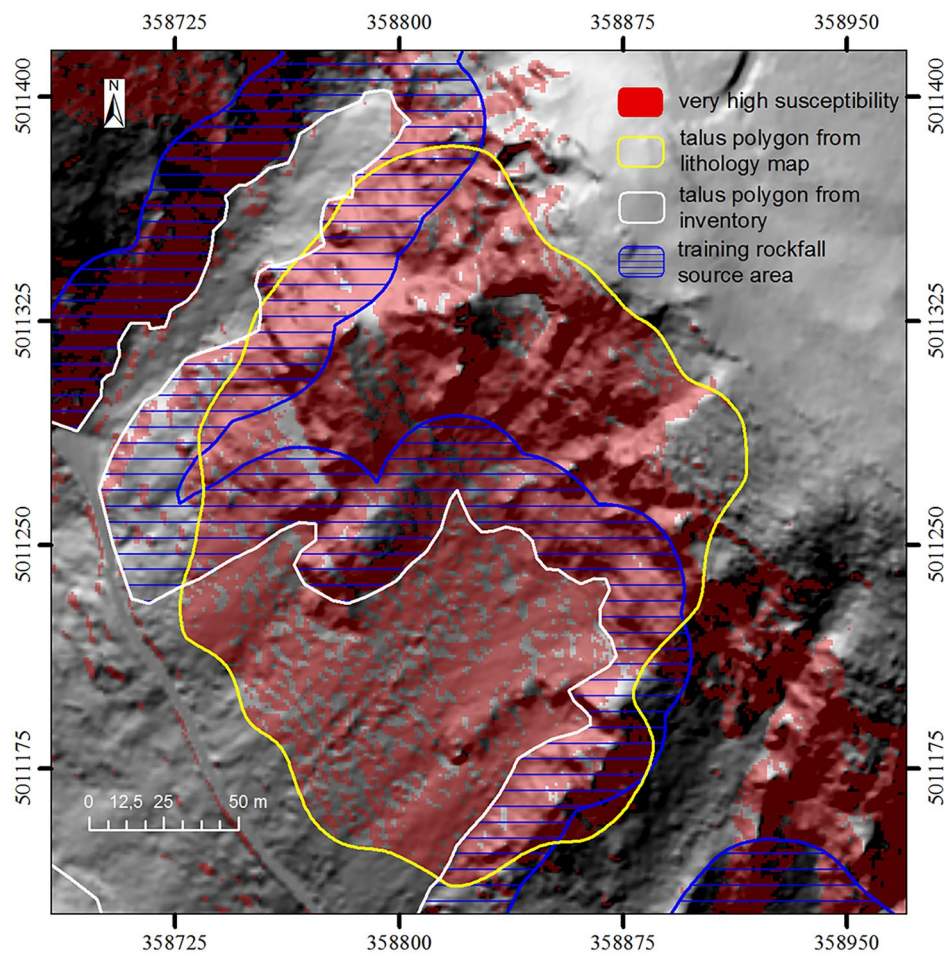 358725 358800 358875 358950
5011400 5011400
N
very high susceptibility
talus polygon from
lithology map
talus polygon from
inventory
training rockfall
source area
5011325 5011325
5011250 5011250
5011175 5011175
0 12,5 25 50 m
358725 358800 358875 358950